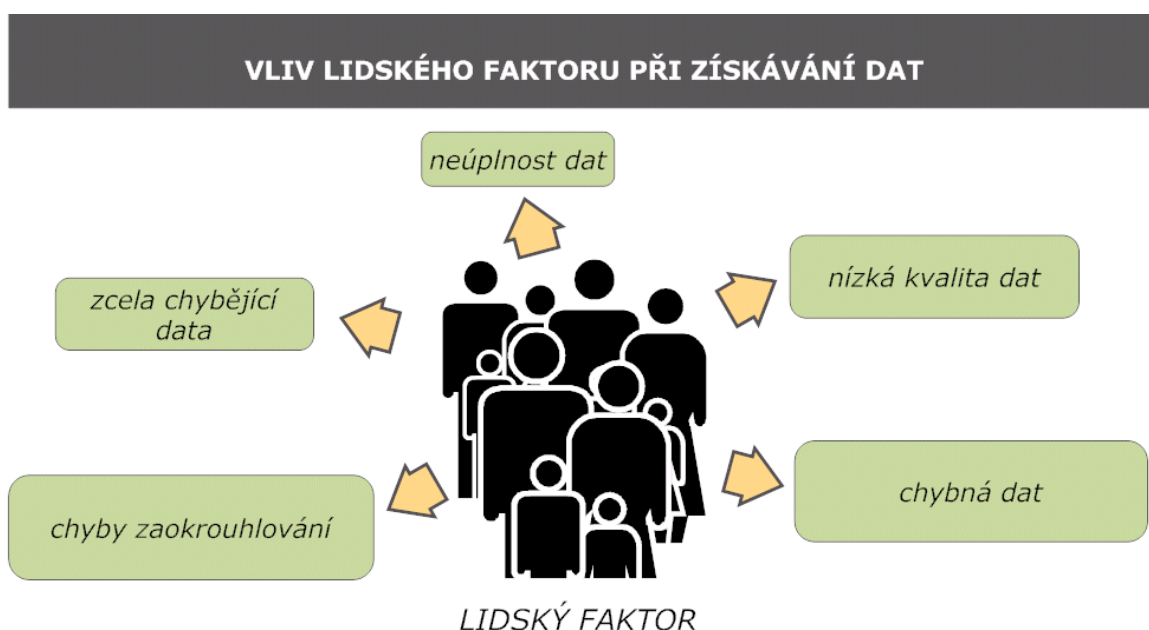 VLIV LIDSKÉHO FAKTORU PŘI ZÍSKÁVÁNÍ DAT
neúplnost dat
nízká kvalita dat
zcela chybějící
data
chybná dat
chyby zaokrouhlování
LIDSKÝ FAKTOR